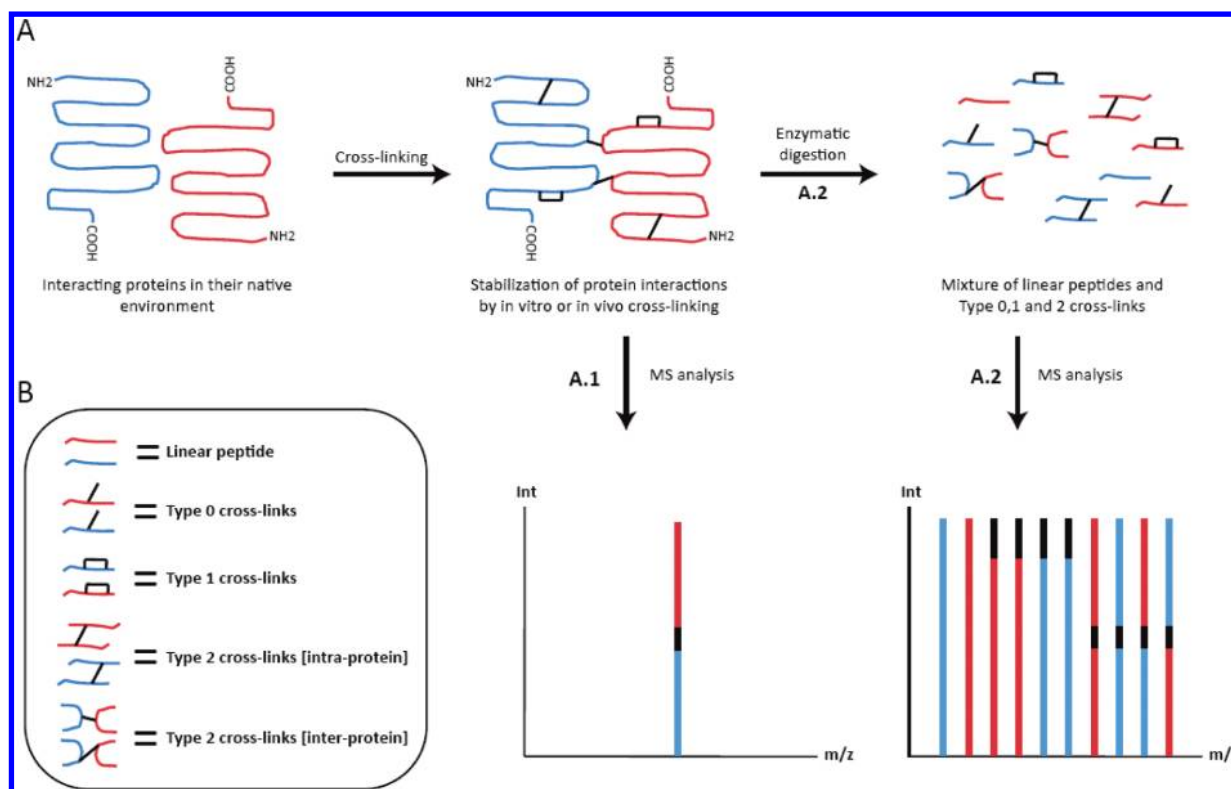 A
NH2
COOH
COOH
NH2
Interacting proteins in their native
environment
Cross-linking
NH2
COOH
COOH
NH2
Stabilization of protein interactions
by in vitro or in vivo cross-linking
Enzymatic
digestion
A.2
Mixture of linear peptides and
Type 0,1 and 2 cross-links
A.1
MS analysis
A.2
MS analysis
B
Linear peptide
Type 0 cross-links
Type 1 cross-links
Type 2 cross-links [intra-protein]
Type 2 cross-links [inter-protein]
Int
m/z
Int
m/